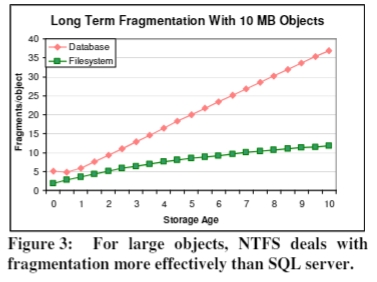 Long Term Fragmentation With 10 MB Objects
40
35
30
25
20
15
10
5
0
Database
Filesystem
Fragments/object
0 1 2 3 4 5 6 7 8 9 10
Storage Age
Figure 3: For large objects, NTFS deals with
fragmentation more effectively than SQL server.